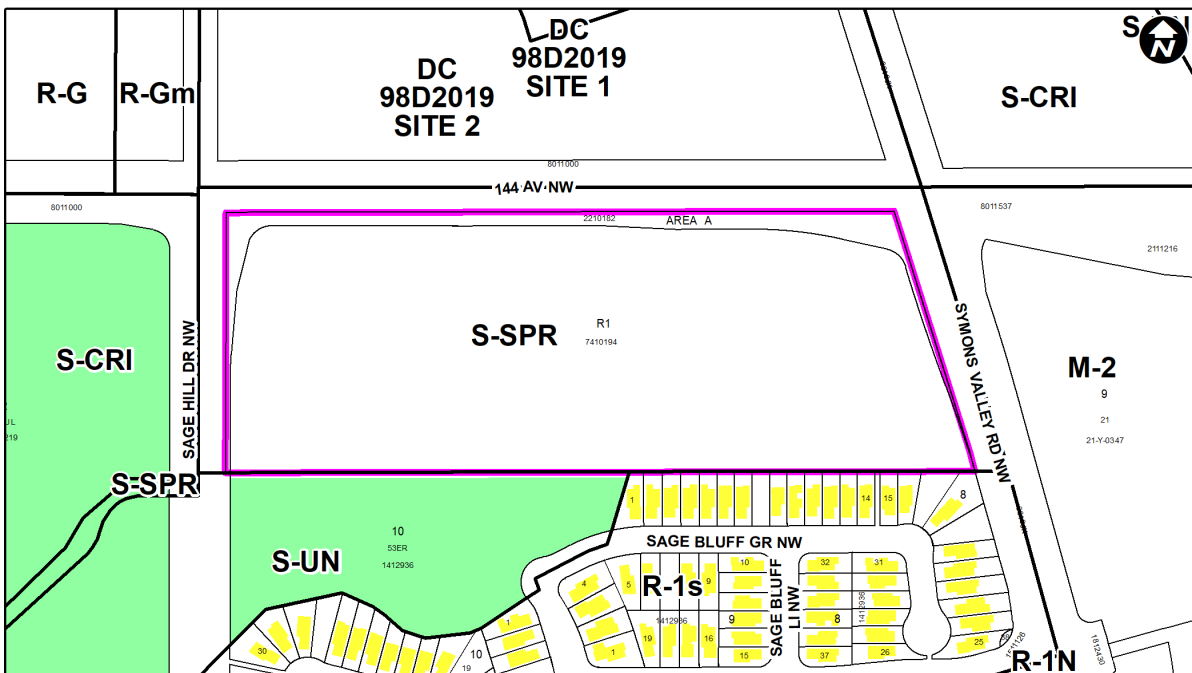 DC
98D2019
SITE 1
N
DC
98D2019
SITE 2
R-G
R-Gm
S-CRI
8011000
144 AV NW
8011000
8011537
2210182
AREA A
2111216
S-SPR
R1
7410194
S-CRI
SAGE HILL DR NW
SYMONS VALLEY RD NW
M-2
9
21
21-Y-0347
S-SPR
10
53ER
1412936
S-UN
1
14
15
8
SAGE BLUFF GR NW
4
5
R-1s
9
10
32
31
1412936
9
SAGE BLUFF
LI NW
8
1412936
1
19
16
15
37
26
25
1
10
19
30
1812430
R-1N